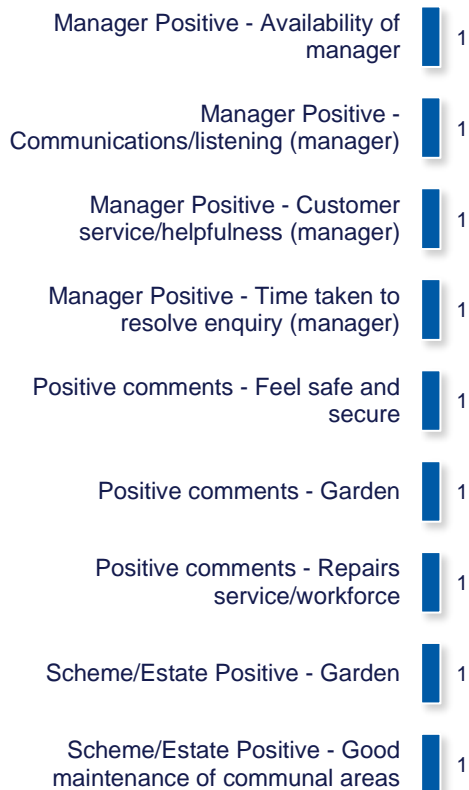 Manager Positive - Availability of
manager
1
Manager Positive -
Communications/listening (manager)
1
Manager Positive - Customer
service/helpfulness (manager)
1
Manager Positive - Time taken to
resolve enquiry (manager)
1
Positive comments - Feel safe and
secure
1
Positive comments - Garden
1
Positive comments - Repairs
service/workforce
1
Scheme/Estate Positive - Garden
1
Scheme/Estate Positive - Good
maintenance of communal areas
1